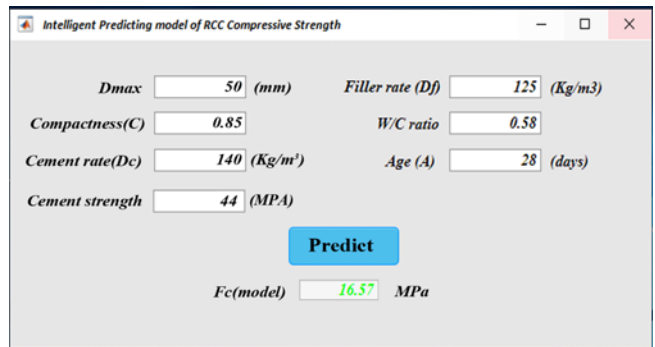 Intelligent Predicting model of RCC Compressive Strength
Dmax 50 (mm) Filler rate (Df) 125 (Kg/m3)
Compactness(C) 0.85 W/C ratio 0.58
Cement rate(Dc) 140 (Kg/m³) Age (A) 28 (days)
Cement strength 44 (MPA)
Predict
Fc(model) 16.57 MPa